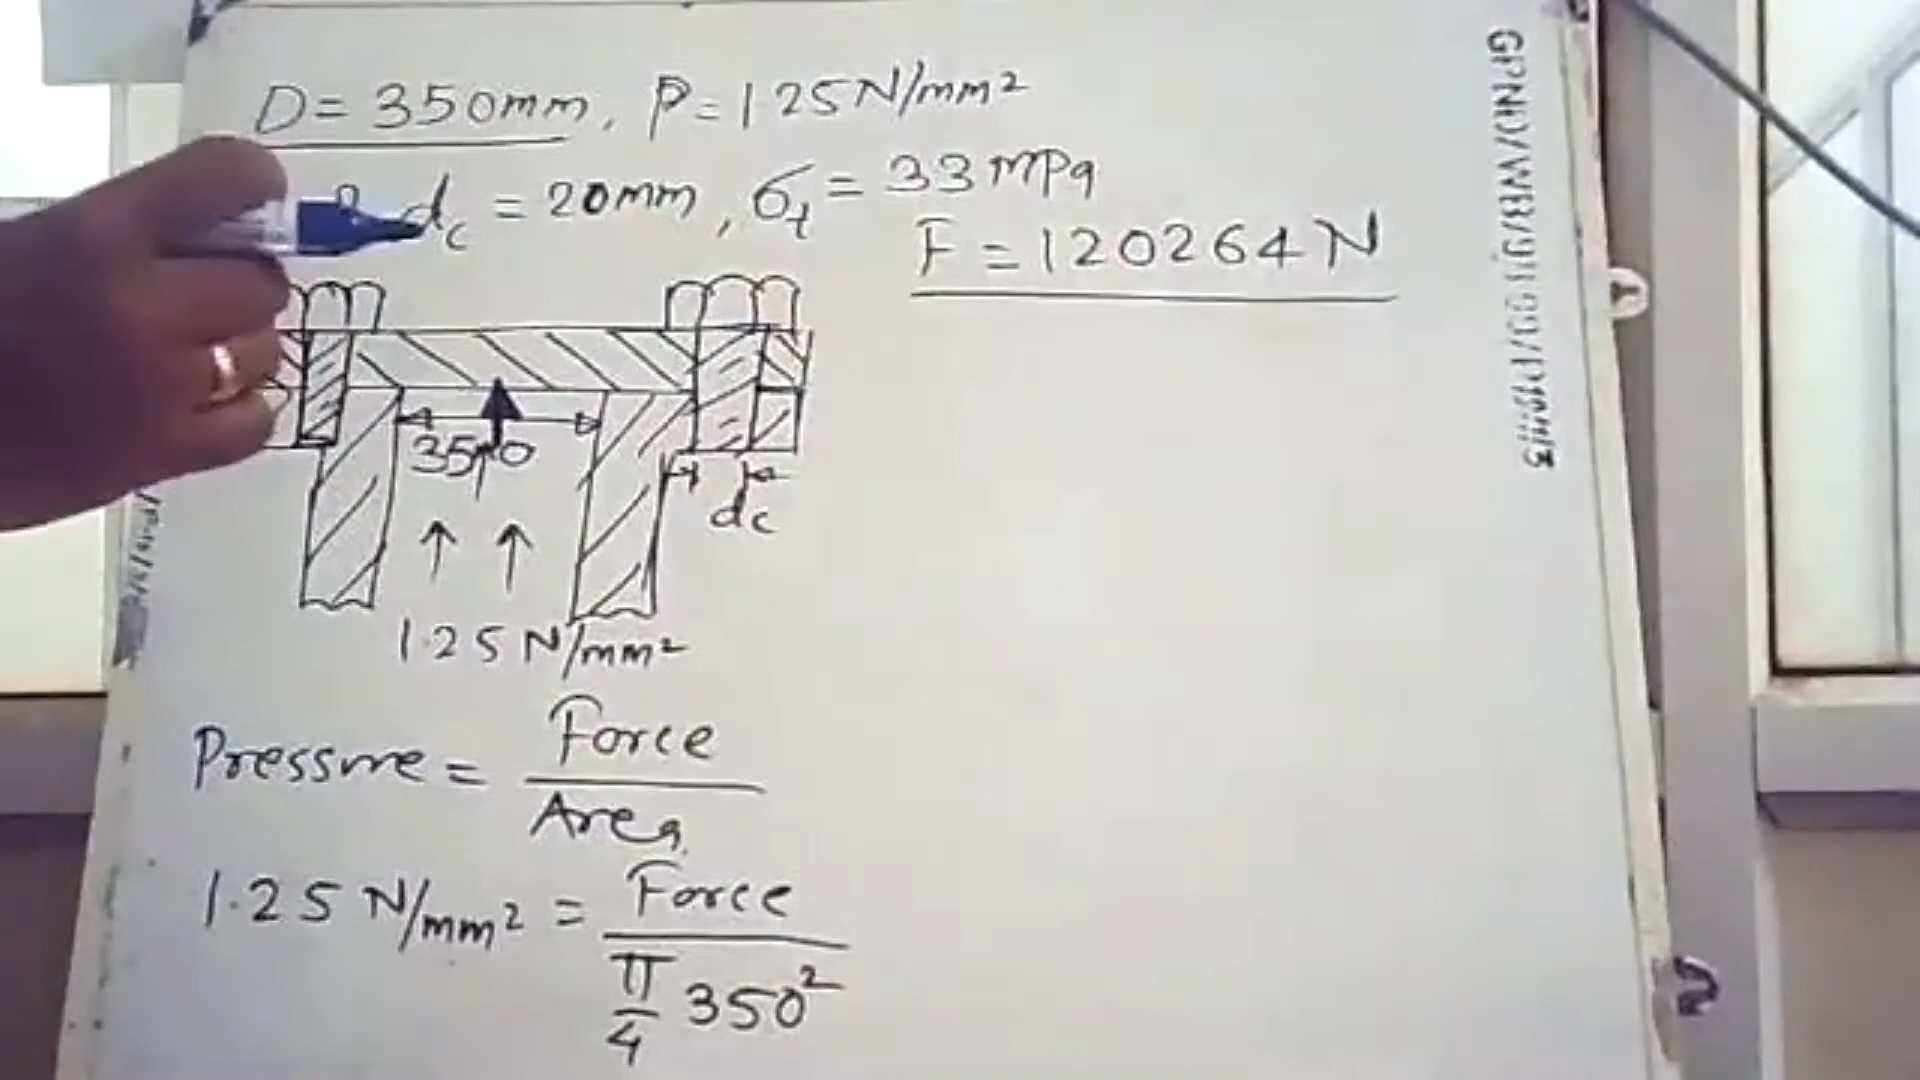 D = 350mm, P = 1.25N/mm²
dc = 20mm, σt = 33 MPa
F = 120264 N
350
dc
1.25 N/mm²
Pressure = Force
Area
1.25 N/mm² = Force
π/4 350²